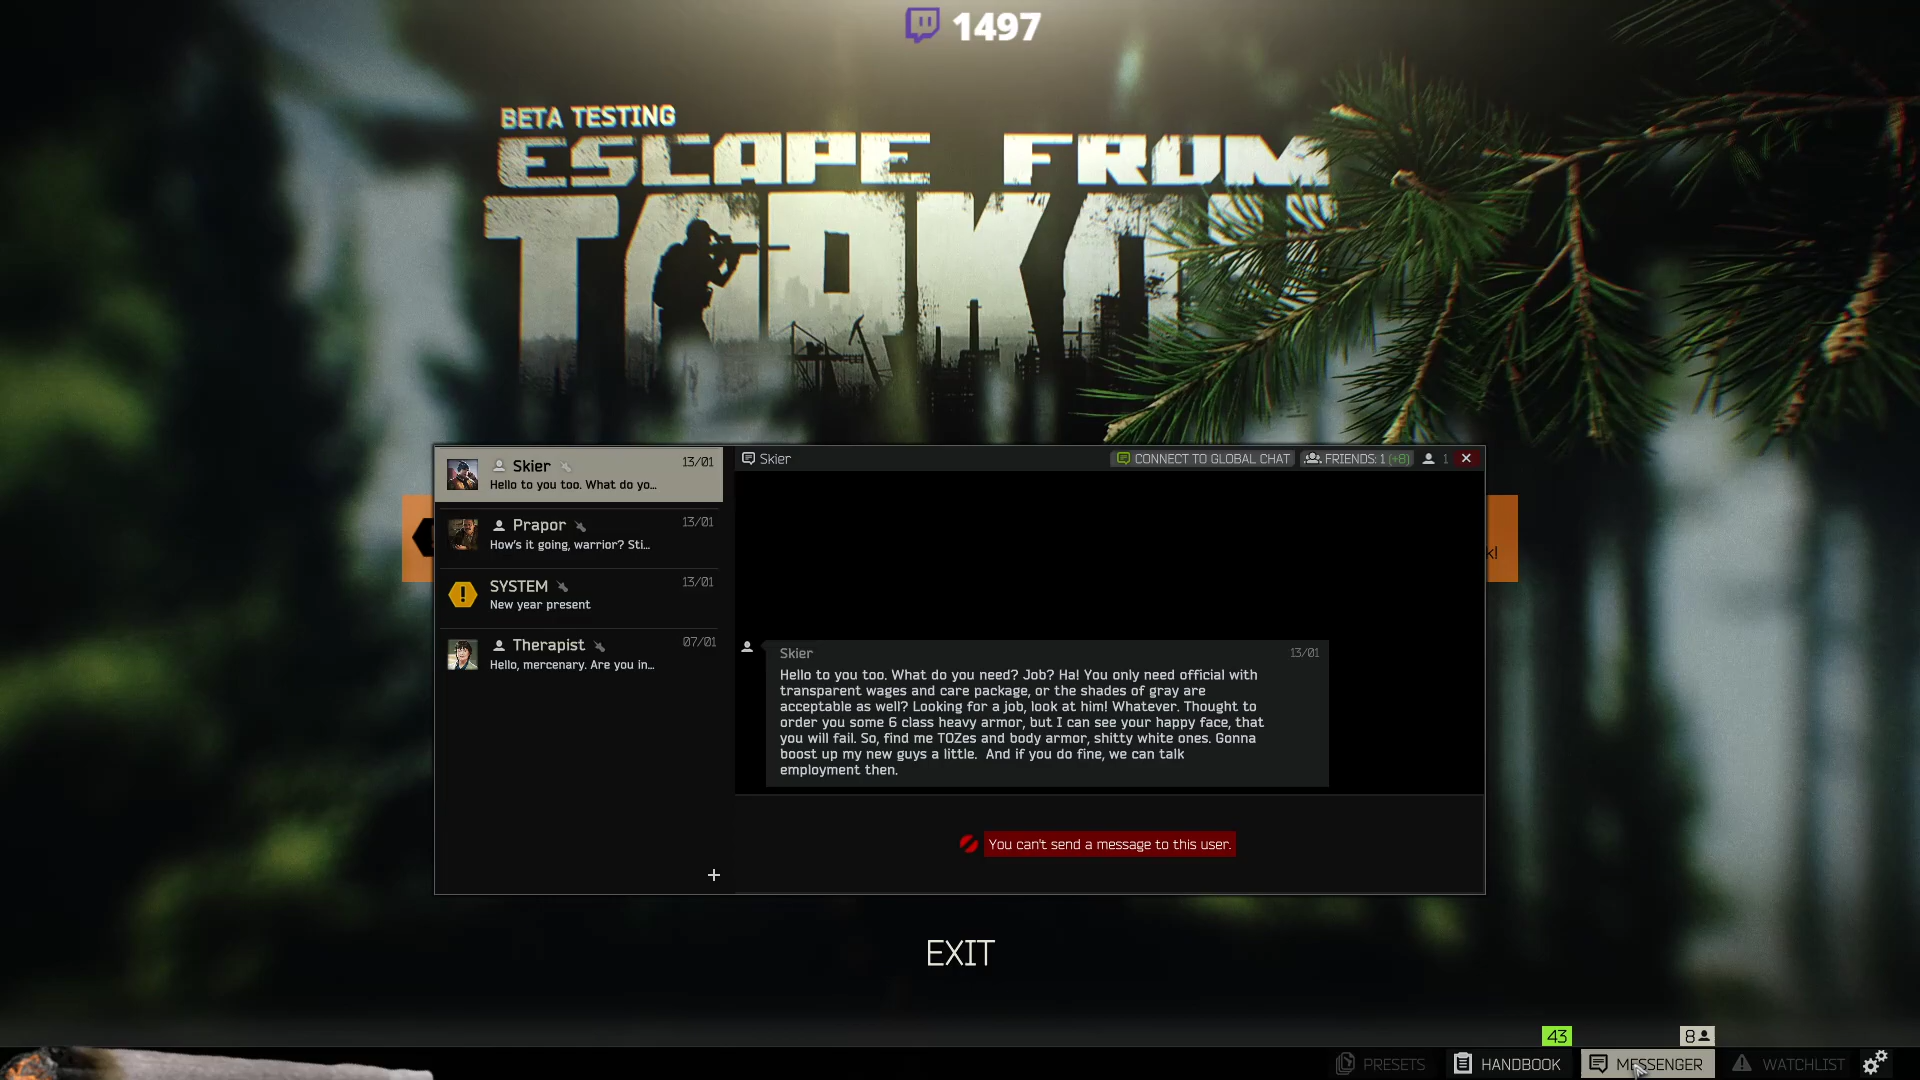 1497
BETA TESTING
ESCAPE FROM
TARKOV
Skier
13/01
Hello to you too. What do yo...
Prapor
13/01
How's it going, warrior? Sti...
SYSTEM
13/01
New year present
Therapist
07/01
Hello, mercenary. Are you in...
+
Skier
CONNECT TO GLOBAL CHAT
FRIENDS: 1 (+8)
1
k!
Skier
13/01
Hello to you too. What do you need? Job? Ha! You only need official with
transparent wages and care package, or the shades of gray are
acceptable as well? Looking for a job, look at him! Whatever. Thought to
order you some 6 class heavy armor, but I can see your happy face, that
you will fail. So, find me TOZes and body armor, shitty white ones. Gonna
boost up my new guys a little.  And if you do fine, we can talk
employment then.
You can't send a message to this user.
EXIT
43
8
PRESETS
HANDBOOK
MESSENGER
WATCHLIST